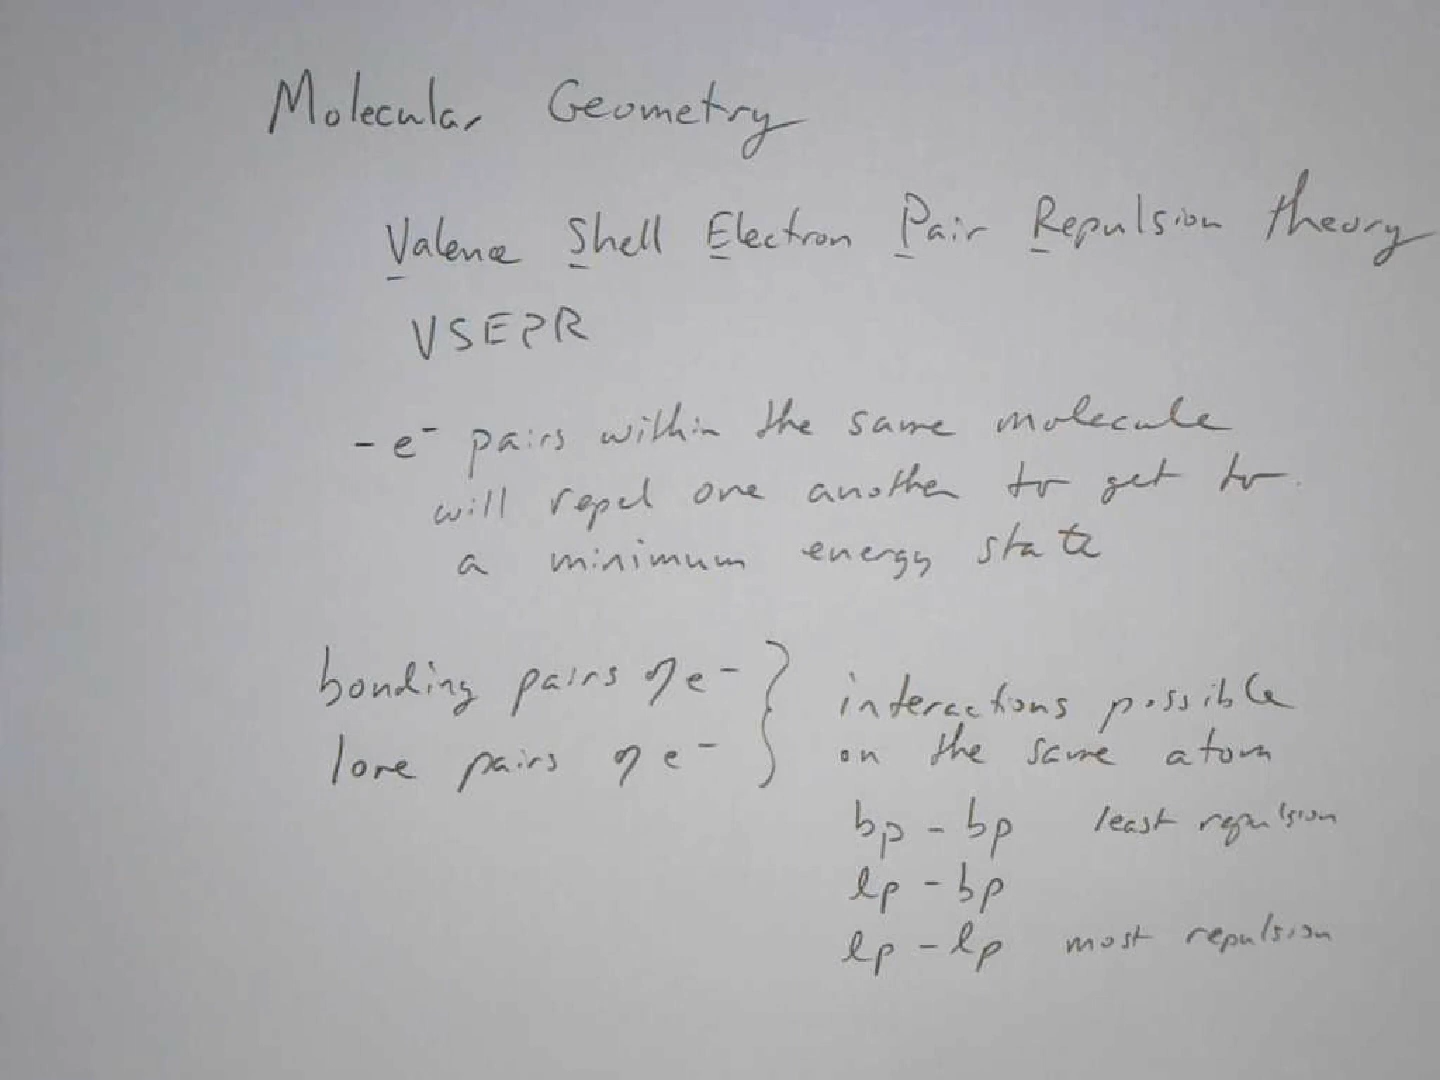 Molecular Geometry
Valence Shell Electron Pair Repulsion theory
VSEPR
- e⁻ pairs within the same molecule
will repel one another to get to
a minimum energy state
bonding pairs of e⁻ } interactions possible
lone pairs of e⁻ on the same atom
bp - bp least repulsion
lp - bp
lp - lp most repulsion